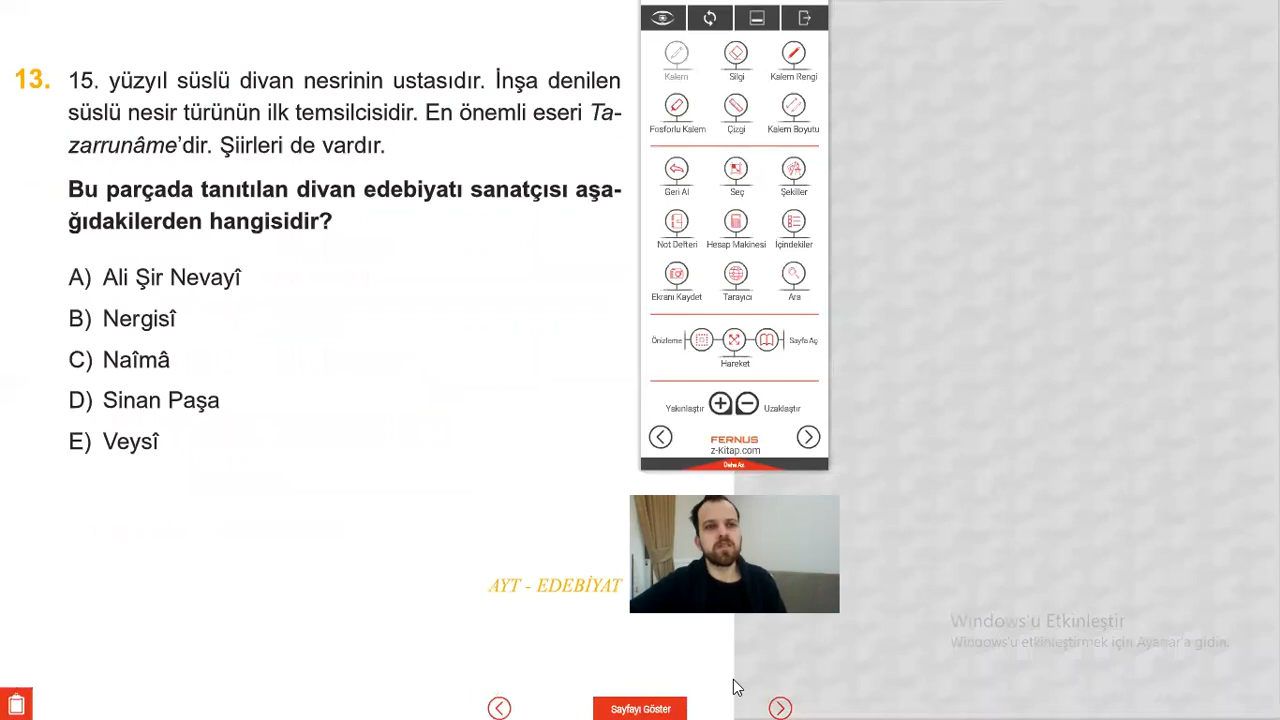 13. 15. yüzyıl süslü divan nesrinin ustasıdır. İnşa denilen
süslü nesir türünün ilk temsilcisidir. En önemli eseri Ta-
zarrunâme'dir. Şiirleri de vardır.
Bu parçada tanıtılan divan edebiyatı sanatçısı aşa-
ğıdakilerden hangisidir?
A) Ali Şir Nevayî
B) Nergisî
C) Naîmâ
D) Sinan Paşa
E) Veysî
AYT - EDEBİYAT
Sayfayı Göster
Kalem Silgi Kalem Rengi
Fosforlu Kalem Çizgi Kalem Boyutu
Geri Al Seç Şekiller
Not Defteri Hesap Makinesi İçindekiler
Ekranı Kaydet Tarayıcı Ara
Önizleme Sayfa Aç
Hareket
Yakınlaştır Uzaklaştır
FERNUS
z-Kitap.com
Daha Az
Windows'u Etkinleştir
Windows'u etkinleştirmek için Ayarlar'a gidin.